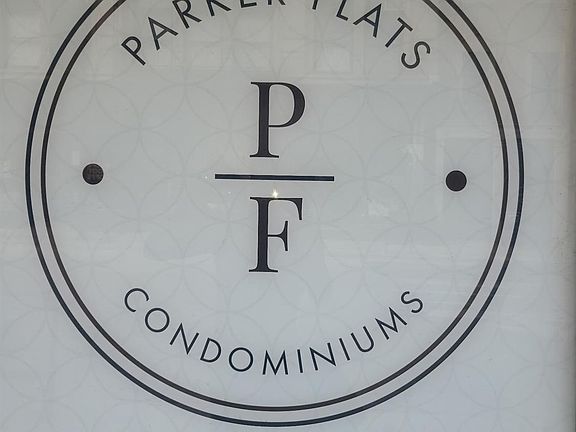 PARKER FLATS
P
F
CONDOMINIUMS